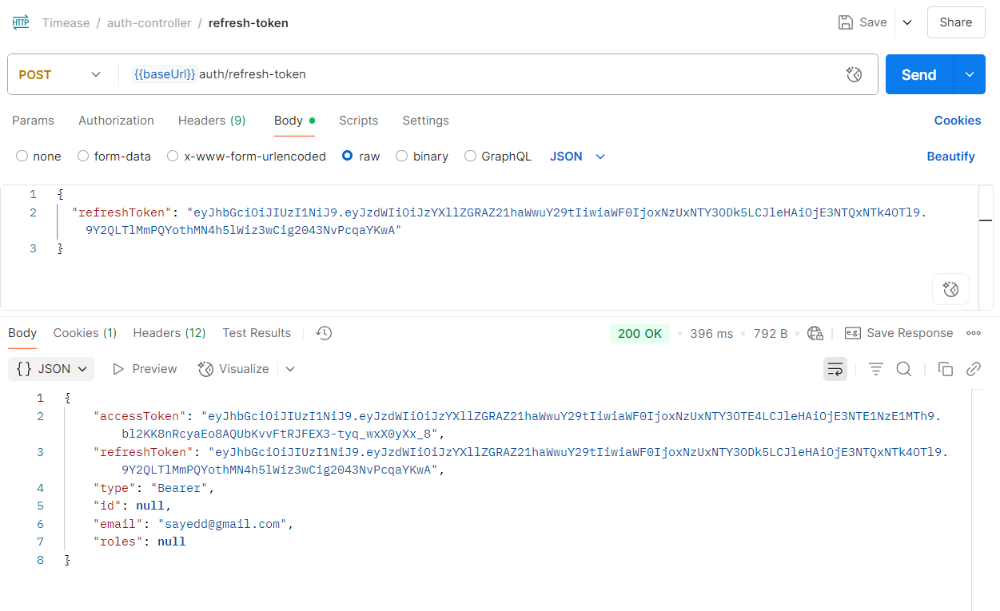 HTTP Timease / auth-controller / refresh-token Save Share
POST {{baseUrl}} auth/refresh-token Send
Params Authorization Headers (9) Body Scripts Settings Cookies
none form-data x-www-form-urlencoded raw binary GraphQL JSON Beautify
1 {
2 "refreshToken": "eyJhbGciOiJIUzI1NiJ9.eyJzdWIiOiJzYXllZGRAZ21haWwuY29tIiwiaWF0IjoxNzUxNTY3ODk5LCJleHAiOjE3NTQxNTk4OTl9.
9Y2QLTlMmPQYothMN4h5lWiz3wCig2043NvPcqaYKwA"
3 }
Body Cookies (1) Headers (12) Test Results 200 OK • 396 ms • 792 B • e.g. Save Response
{} JSON Preview Visualize
1 {
2 "accessToken": "eyJhbGciOiJIUzI1NiJ9.eyJzdWIiOiJzYXllZGRAZ21haWwuY29tIiwiaWF0IjoxNzUxNTY3OTE4LCJleHAiOjE3NTE1NzE1MTh9.
bl2KK8nRcyaEo8AQUbKvvFtRJFEX3-tyq_wxX0yXx_8",
3 "refreshToken": "eyJhbGciOiJIUzI1NiJ9.eyJzdWIiOiJzYXllZGRAZ21haWwuY29tIiwiaWF0IjoxNzUxNTY3ODk5LCJleHAiOjE3NTQxNTk4OTl9.
9Y2QLTlMmPQYothMN4h5lWiz3wCig2043NvPcqaYKwA",
4 "type": "Bearer",
5 "id": null,
6 "email": "sayedd@gmail.com",
7 "roles": null
8 }